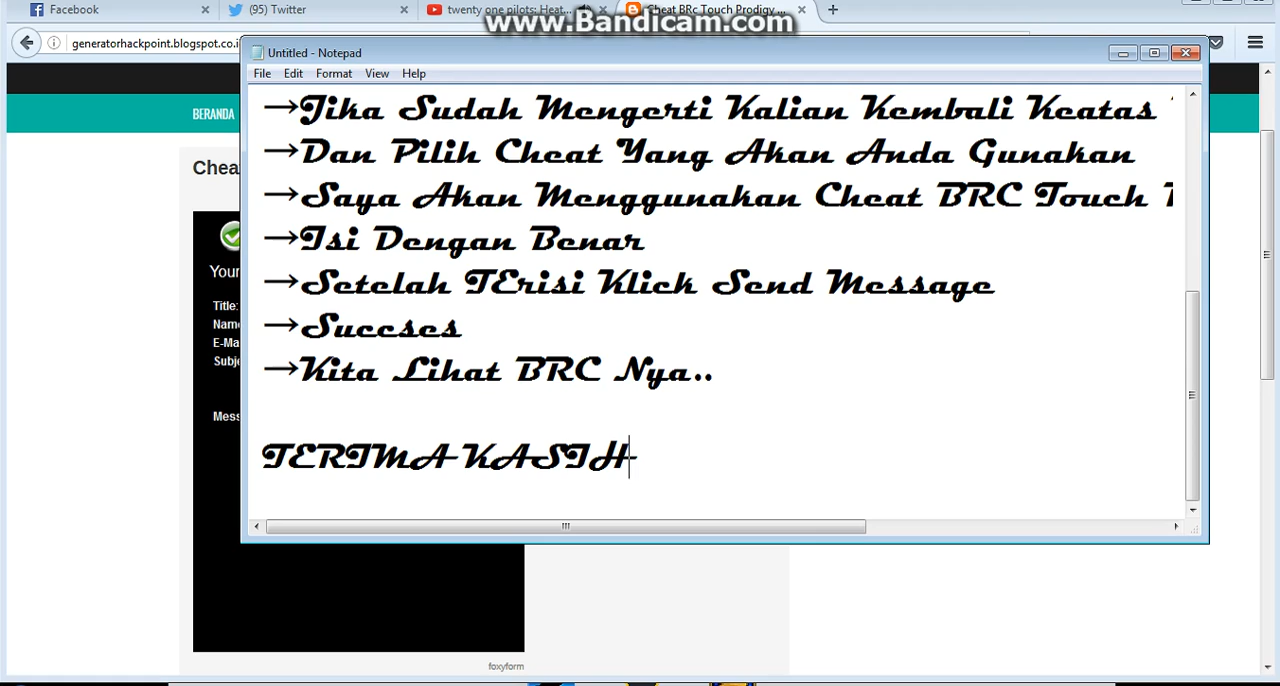 Facebook
(95) Twitter
twenty one pilots: Heat...
Cheat BRc Touch Prodigy ...
www.Bandicam.com
generatorhackpoint.blogspot.co.i
Untitled - Notepad
File Edit Format View Help
BERANDA
Chea
Your
Title:
Name
E-Ma
Subje
Mess
→Jika Sudah Mengerti Kalian Kembali Keatas
→Dan Pilih Cheat Yang Akan Anda Gunakan
→Saya Akan Menggunakan Cheat BRC Touch
→Isi Dengan Benar
→Setelah TErisi Klick Send Message
→Succses
→Kita Lihat BRC Nya..
TERIMA KASIH
foxyform